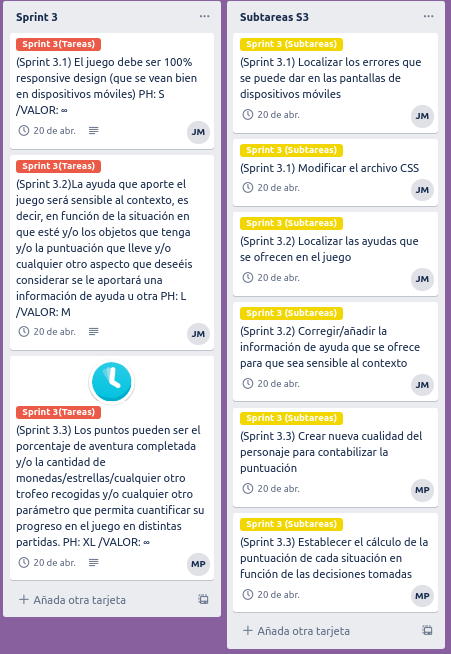 Sprint 3
Sprint 3(Tareas)
(Sprint 3.1) El juego debe ser 100%
responsive design (que se vean bien
en dispositivos móviles) PH: S
/VALOR: ∞
20 de abr.
JM
Sprint 3(Tareas)
(Sprint 3.2)La ayuda que aporte el
juego será sensible al contexto, es
decir, en función de la situación en
que esté y/o los objetos que tenga
y/o la puntuación que lleve y/o
cualquier otro aspecto que deseéis
considerar se le aportará una
información de ayuda u otra PH: L
/VALOR: M
20 de abr.
JM
Sprint 3(Tareas)
(Sprint 3.3) Los puntos pueden ser el
porcentaje de aventura completada
y/o la cantidad de
monedas/estrellas/cualquier otro
trofeo recogidas y/o cualquier otro
parámetro que permita cuantificar su
progreso en el juego en distintas
partidas. PH: XL /VALOR: ∞
20 de abr.
MP
+ Añada otra tarjeta
Subtareas S3
Sprint 3 (Subtareas)
(Sprint 3.1) Localizar los errores que
se puede dar en las pantallas de
dispositivos móviles
20 de abr.
JM
Sprint 3 (Subtareas)
(Sprint 3.1) Modificar el archivo CSS
20 de abr.
JM
Sprint 3 (Subtareas)
(Sprint 3.2) Localizar las ayudas que
se ofrecen en el juego
20 de abr.
JM
Sprint 3 (Subtareas)
(Sprint 3.2) Corregir/añadir la
información de ayuda que se ofrece
para que sea sensible al contexto
20 de abr.
JM
Sprint 3 (Subtareas)
(Sprint 3.3) Crear nueva cualidad del
personaje para contabilizar la
puntuación
20 de abr.
MP
Sprint 3 (Subtareas)
(Sprint 3.3) Establecer el cálculo de la
puntuación de cada situación en
función de las decisiones tomadas
20 de abr.
MP
+ Añada otra tarjeta